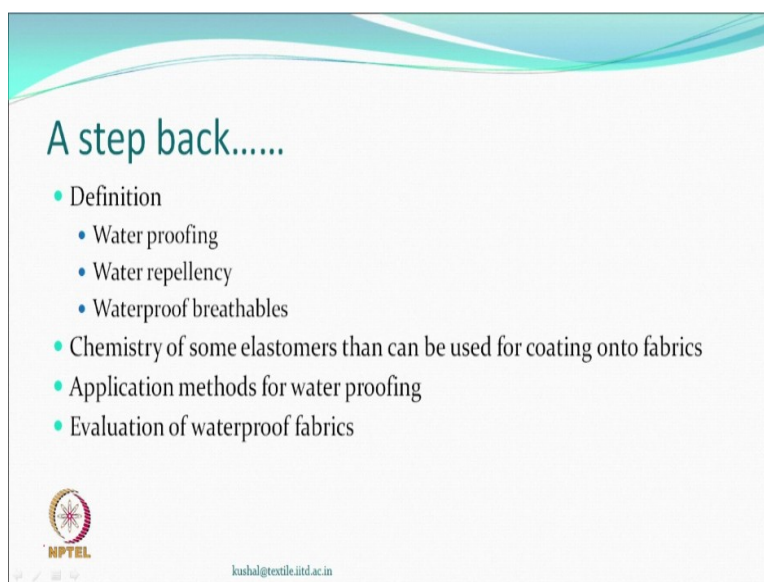 A step back......
Definition
Water proofing
Water repellency
Waterproof breathables
Chemistry of some elastomers than can be used for coating onto fabrics
Application methods for water proofing
Evaluation of waterproof fabrics
NPTEL
kushal@textile.iitd.ac.in